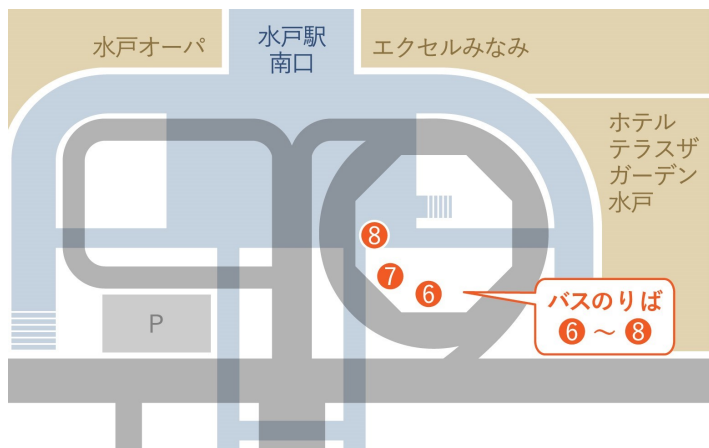 水戸オーパ
水戸駅
南口
エクセルみなみ
ホテル
テラスザ
ガーデン
水戸
8
7
6
バスのりば
6 ～ 8
P